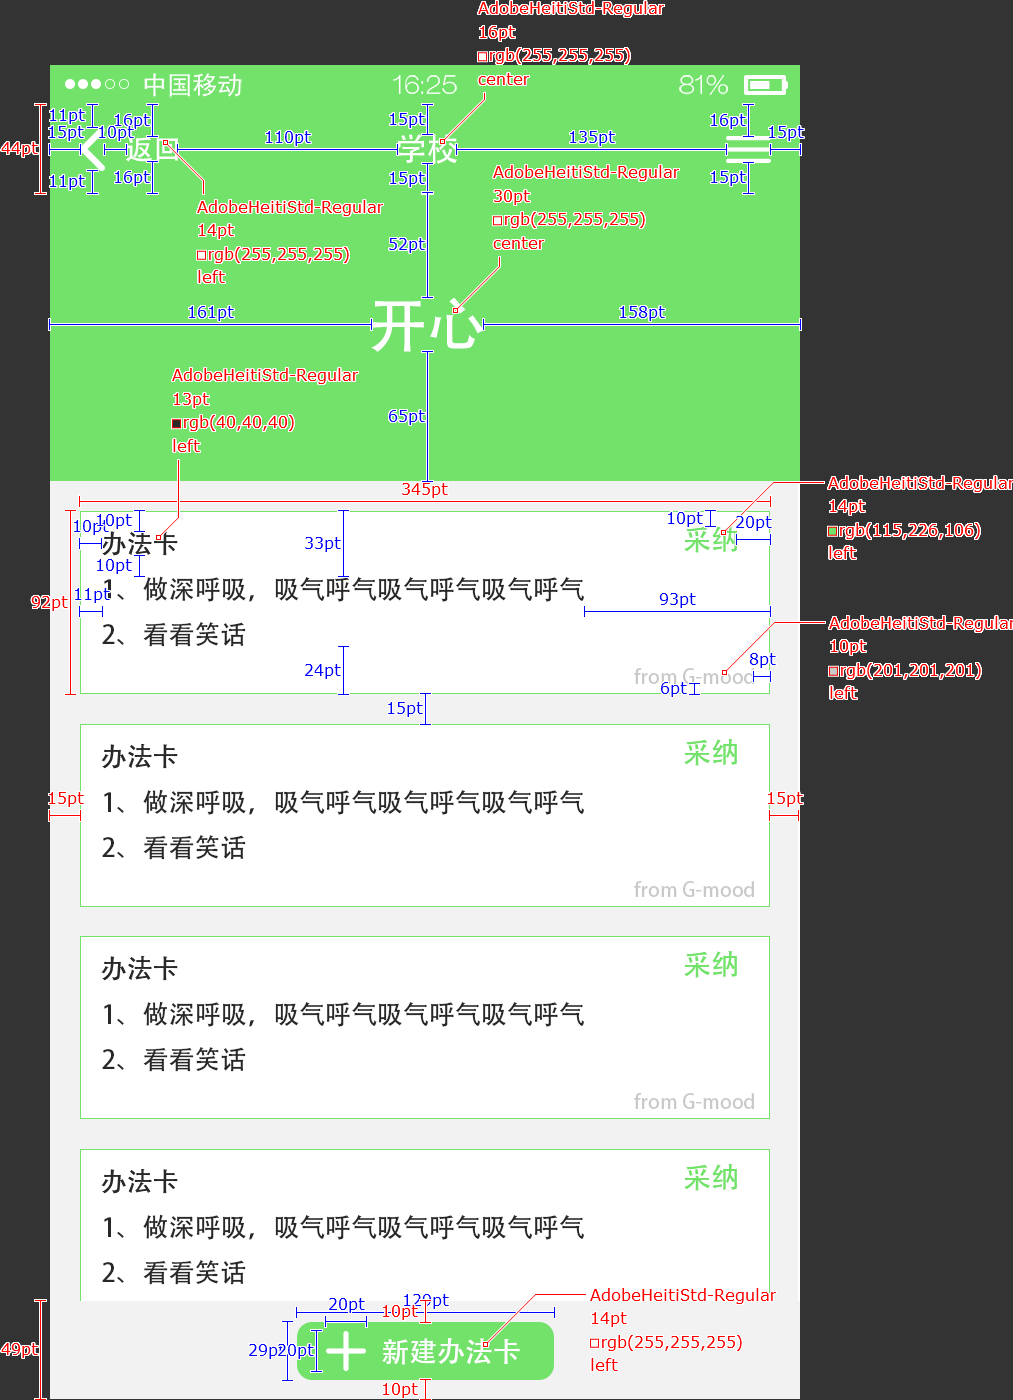 AdobeHeitiStd-Regular
16pt
rgb(255,255,255)
center
中国移动 16:25 81%
11pt 16pt 15pt 16pt
44pt 15pt 10pt 110pt 135pt 15pt
返回 学校
11pt 16pt 15pt 15pt
AdobeHeitiStd-Regular
14pt
rgb(255,255,255)
left
AdobeHeitiStd-Regular
30pt
rgb(255,255,255)
center
52pt
161pt 158pt
开心
AdobeHeitiStd-Regular
13pt
rgb(40,40,40)
left
65pt
345pt
AdobeHeitiStd-Regular
14pt
rgb(115,226,106)
left
10pt 10pt 20pt
10pt 33pt
办法卡 采纳
10pt
92pt 11pt 93pt
1、做深呼吸，吸气呼气吸气呼气吸气呼气
2、看看笑话
24pt 8pt
from G-mood
6pt
AdobeHeitiStd-Regular
10pt
rgb(201,201,201)
left
15pt
办法卡 采纳
15pt 15pt
1、做深呼吸，吸气呼气吸气呼气吸气呼气
2、看看笑话
from G-mood
办法卡 采纳
1、做深呼吸，吸气呼气吸气呼气吸气呼气
2、看看笑话
from G-mood
办法卡 采纳
1、做深呼吸，吸气呼气吸气呼气吸气呼气
2、看看笑话
20pt 129pt
10pt
49pt 29pt 20pt
新建办法卡
10pt
AdobeHeitiStd-Regular
14pt
rgb(255,255,255)
left